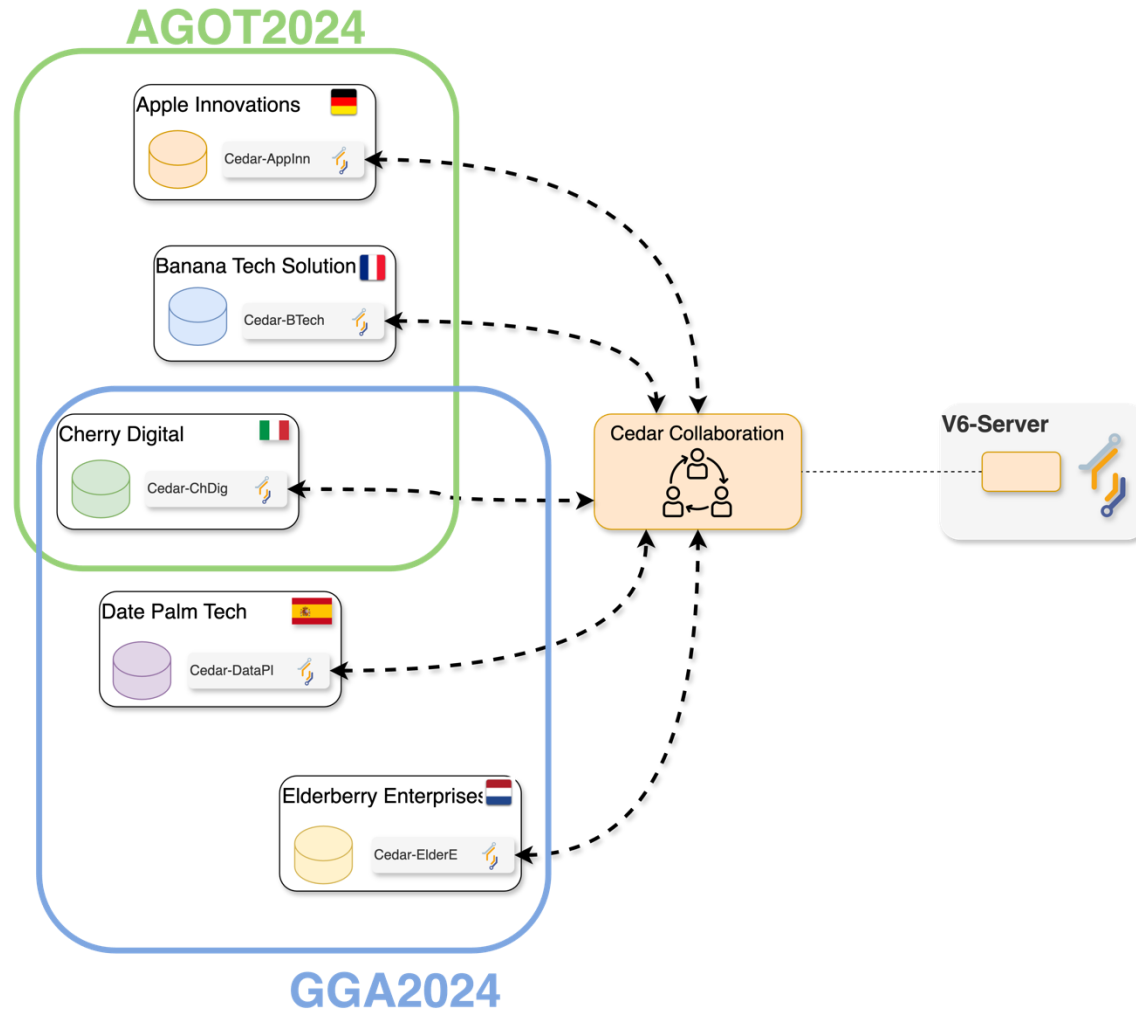 AGOT2024
Apple Innovations
Cedar-AppInn
Banana Tech Solution
Cedar-BTech
Cherry Digital
Cedar-ChDig
Cedar Collaboration
V6-Server
Date Palm Tech
Cedar-DataPl
Elderberry Enterprises
Cedar-ElderE
GGA2024